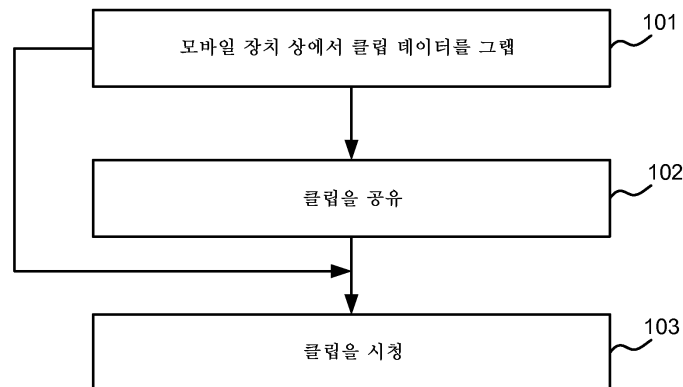 모바일 장치 상에서 클립 데이터를 그랩
101
클립을 공유
102
클립을 시청
103